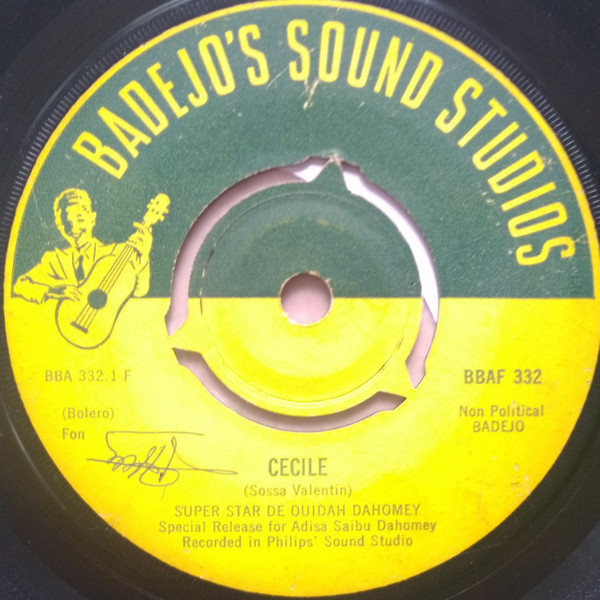 BADEJO'S SOUND STUDIOS
BBA 332.1 F
BBAF 332
(Bolero)
Fon
Non Political
BADEJO
CECILE
(Sossa Valentin)
SUPER STAR DE OUIDAH DAHOMEY
Special Release for Adisa Saibu Dahomey
Recorded in Philips' Sound Studio